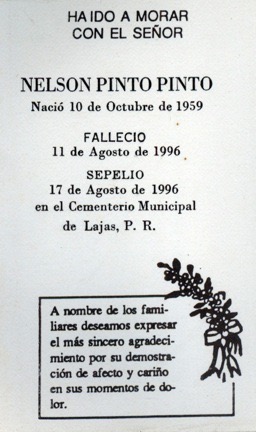 HA IDO A MORAR
CON EL SEÑOR
NELSON PINTO PINTO
Nació 10 de Octubre de 1959
FALLECIO
11 de Agosto de 1996
SEPELIO
17 de Agosto de 1996
en el Cementerio Municipal
de Lajas, P. R.
A nombre de los fami-
liares deseamos expresar
el más sincero agradeci-
miento por su demostra-
ción de afecto y cariño
en sus momentos de do-
lor.